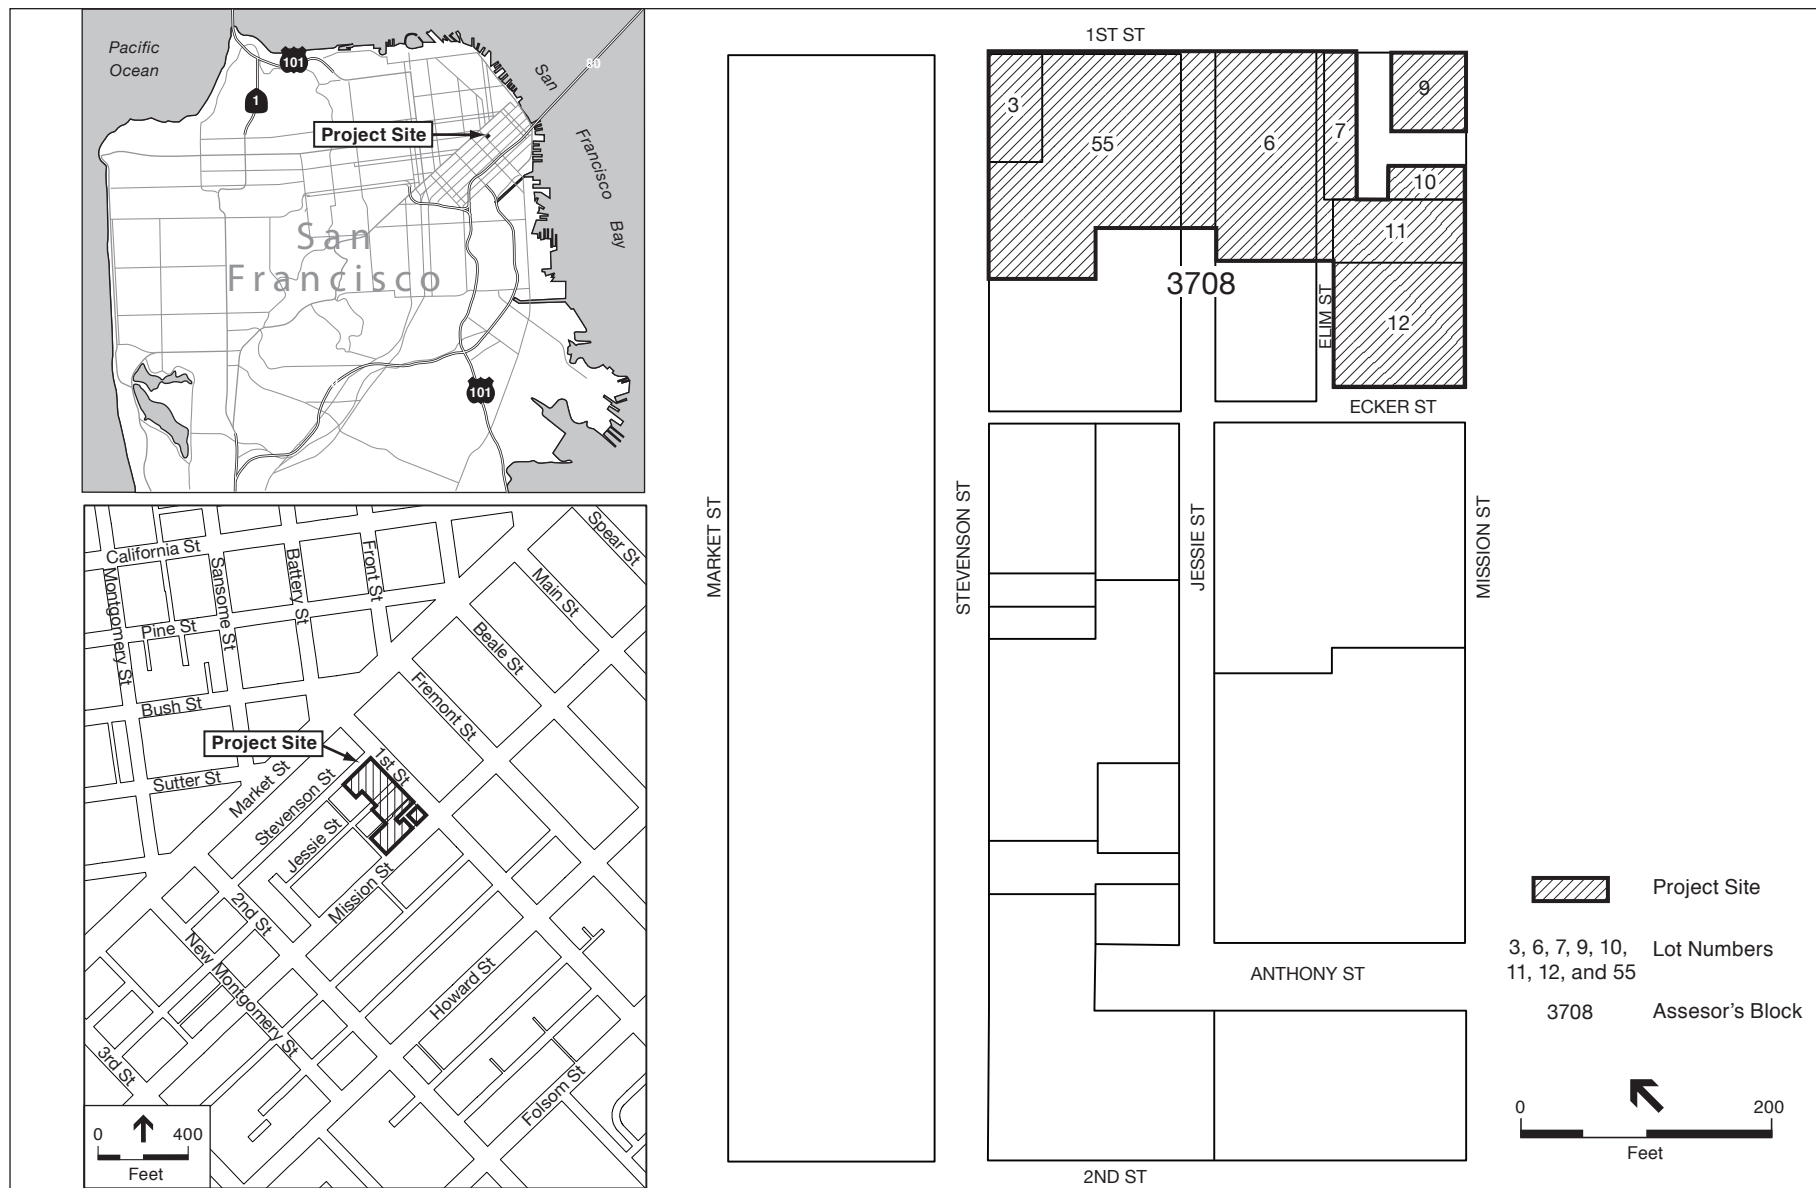 Pacific
Ocean
101
1
80
San
Francisco
Bay
Project Site
San
Francisco
101
California St
Montgomery St
Sansome St
Battery St
Front St
Pine St
Bush St
Sutter St
Spear St
Main St
Beale St
Fremont St
Project Site
1st St
Market St
Stevenson St
Jessie St
Mission St
2nd St
New Montgomery St
Howard St
3rd St
Folsom St
0 400
Feet
1ST ST
3
55
6
7
9
10
11
12
3708
ELIM ST
ECKER ST
MARKET ST
STEVENSON ST
JESSIE ST
MISSION ST
ANTHONY ST
2ND ST
Project Site
3, 6, 7, 9, 10,
11, 12, and 55
Lot Numbers
3708
Assesor's Block
0 200
Feet